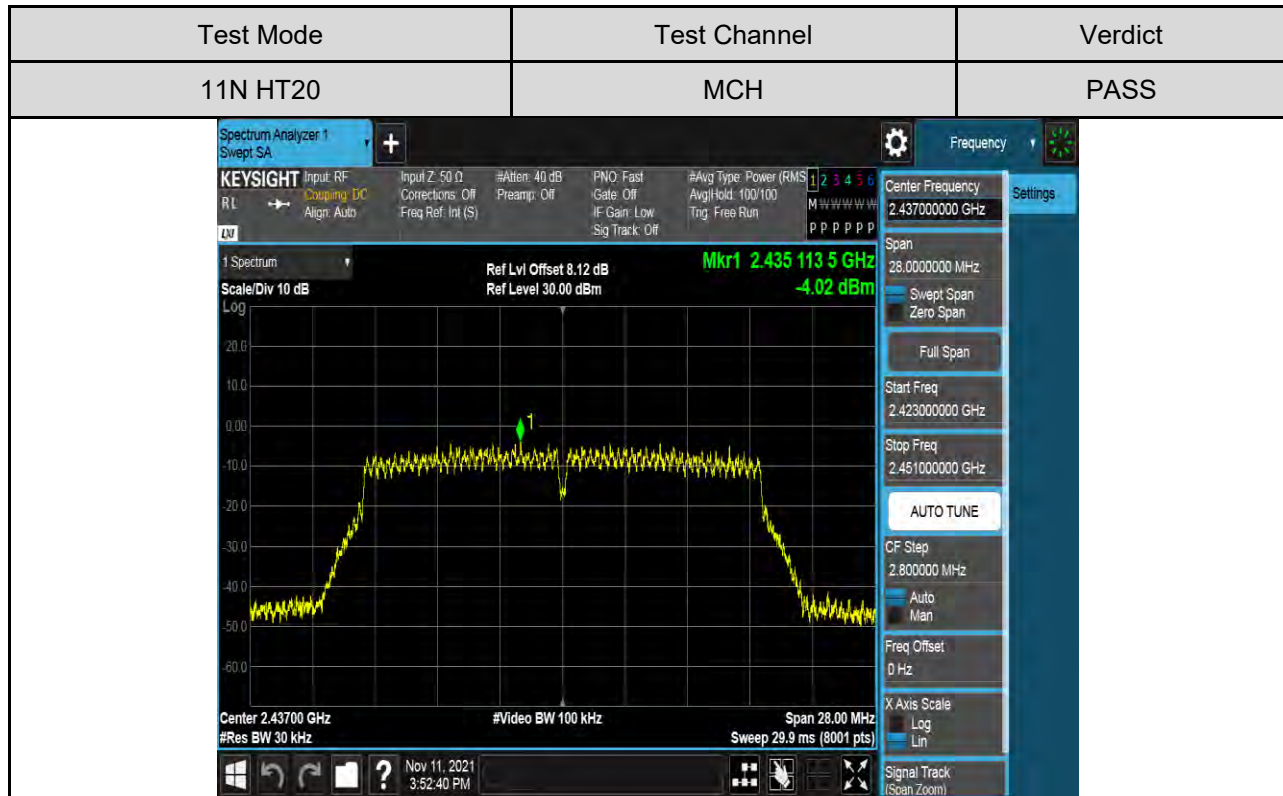 Test Mode Test Channel Verdict
11N HT20 MCH PASS
Spectrum Analyzer 1
Swept SA
+
Frequency
KEYSIGHT
Input: RF
Coupling: DC
Align: Auto
RL
LXI
Input Z: 50 Ω
Corrections: Off
Freq Ref: Int (S)
#Atten: 40 dB
Preamp: Off
PNO: Fast
Gate: Off
IF Gain: Low
Sig Track: Off
#Avg Type: Power (RMS
Avg|Hold: 100/100
Trig: Free Run
1 2 3 4 5 6
M W W W W W
P P P P P P
1 Spectrum
Scale/Div 10 dB
Log
Ref Lvl Offset 8.12 dB
Ref Level 30.00 dBm
Mkr1 2.435 113 5 GHz
-4.02 dBm
20.0
10.0
0.00
-10.0
-20.0
-30.0
-40.0
-50.0
-60.0
1
Center 2.43700 GHz
#Res BW 30 kHz
#Video BW 100 kHz
Span 28.00 MHz
Sweep 29.9 ms (8001 pts)
?
Nov 11, 2021
3:52:40 PM
Center Frequency
2.437000000 GHz
Settings
Span
28.0000000 MHz
Swept Span
Zero Span
Full Span
Start Freq
2.423000000 GHz
Stop Freq
2.451000000 GHz
AUTO TUNE
CF Step
2.800000 MHz
Auto
Man
Freq Offset
0 Hz
X Axis Scale
Log
Lin
Signal Track
(Span Zoom)